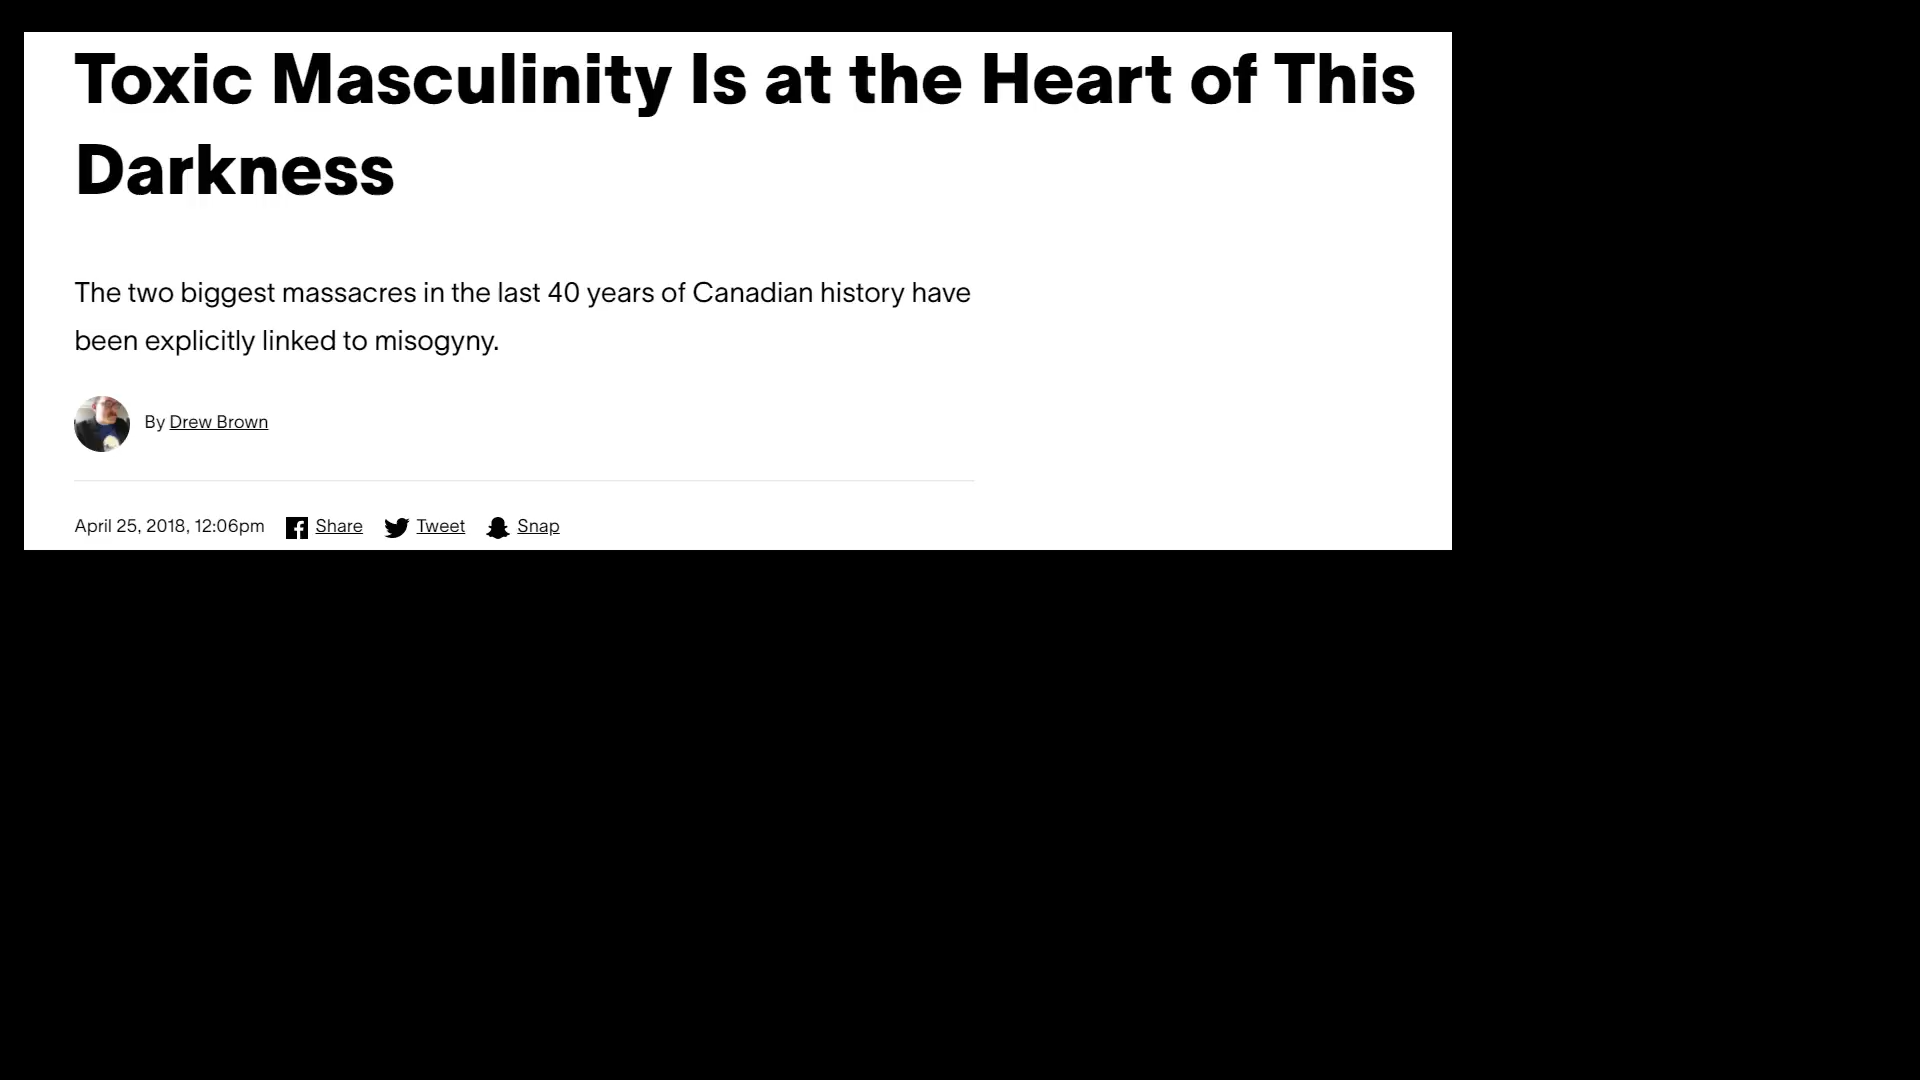 Toxic Masculinity Is at the Heart of This
Darkness
The two biggest massacres in the last 40 years of Canadian history have
been explicitly linked to misogyny.
By Drew Brown
April 25, 2018, 12:06pm Share Tweet Snap